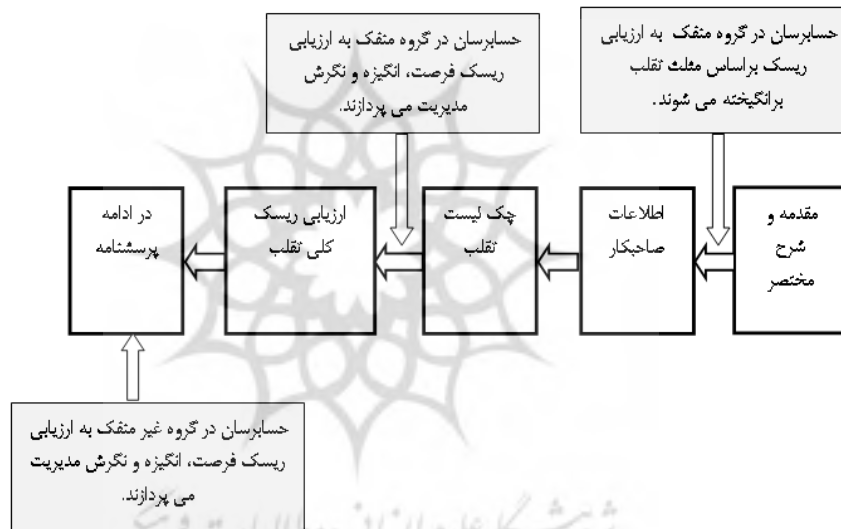 حسابرسان در گروه منفک به ارزیابی
ریسک براساس مثلث تقلب
برانگیخته می شوند.
حسابرسان در گروه منفک به ارزیابی
ریسک فرصت، انگیزه و نگرش
مدیریت می پردازند.
مقدمه و
شرح
مختصر
اطلاعات
صاحبکار
چک لیست
تقلب
ارزیابی ریسک
کلی تقلب
در ادامه
پرسشنامه
حسابرسان در گروه غیر منفک به ارزیابی
ریسک فرصت، انگیزه و نگرش مدیریت
می پردازند.